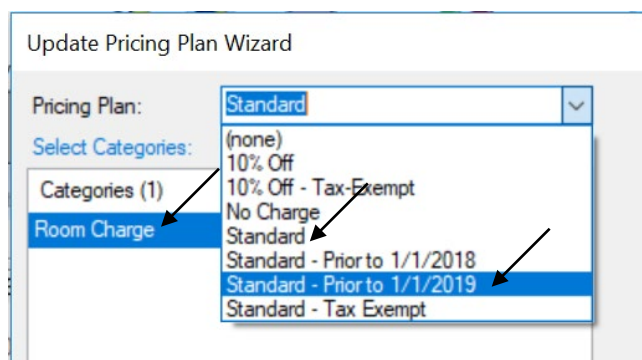 Update Pricing Plan Wizard
Pricing Plan: Standard
Select Categories:
(none)
10% Off
Categories (1)
10% Off - Tax-Exempt
No Charge
Room Charge
Standard
Standard - Prior to 1/1/2018
Standard - Prior to 1/1/2019
Standard - Tax Exempt